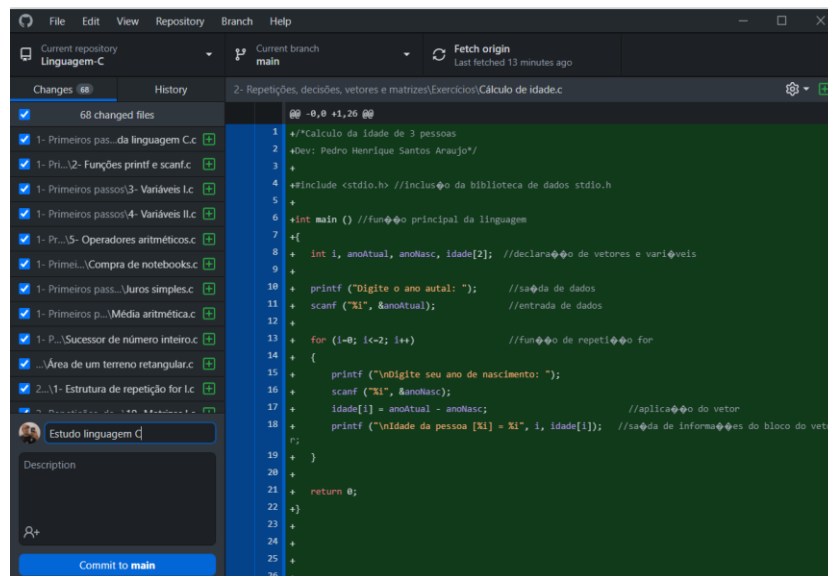 File Edit View Repository Branch Help
Current repository
Linguagem-C
Current branch
main
Fetch origin
Last fetched 13 minutes ago
Changes 68 History
68 changed files
1- Primeiros pas...da linguagem C.c
1- Pri...\2- Funções printf e scanf.c
1- Primeiros passos\3- Variáveis I.c
1- Primeiros passos\4- Variáveis II.c
1- Pr...\5- Operadores aritméticos.c
1- Primei...\Compra de notebooks.c
1- Primeiros pass...\Juros simples.c
1- Primeiros p...\Média aritmética.c
1- P...\Sucessor de número inteiro.c
...\Área de um terreno retangular.c
2...\1- Estrutura de repetição for I.c
Estudo linguagem C
Description
Commit to main
2- Repetições, decisões, vetores e matrizes\Exercícios\Cálculo de idade.c
@@ -0,0 +1,26 @@
1 +/*Calculo da idade de 3 pessoas
2 +Dev: Pedro Henrique Santos Araujo*/
3 +
4 +#include <stdio.h> //inclus�o da biblioteca de dados stdio.h
5 +
6 +int main () //fun��o principal da linguagem
7 +{
8 + int i, anoAtual, anoNasc, idade[2]; //declara��o de vetores e vari�veis
9 +
10 + printf ("Digite o ano autal: "); //sa�da de dados
11 + scanf ("%i", &anoAtual); //entrada de dados
12 +
13 + for (i=0; i<=2; i++) //fun��o de repeti��o for
14 + {
15 + printf ("\nDigite seu ano de nascimento: ");
16 + scanf ("%i", &anoNasc);
17 + idade[i] = anoAtual - anoNasc; //aplica��o do vetor
18 + printf ("\nIdade da pessoa [%i] = %i", i, idade[i]); //sa�da de informa��es do bloco do veto
r;
19 + }
20 +
21 + return 0;
22 +}
23 +
24 +
25 +
26